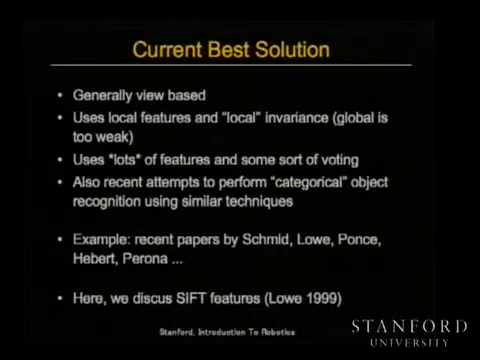 Current Best Solution
• Generally view based
• Uses local features and "local" invariance (global is
too weak)
• Uses *lots* of features and some sort of voting
• Also recent attempts to perform "categorical" object
recognition using similar techniques
• Example: recent papers by Schmid, Lowe, Ponce,
Hebert, Perona ...
• Here, we discuss SIFT features (Lowe 1999)
Stanford, Introduction To Robotics
STANFORD
UNIVERSITY